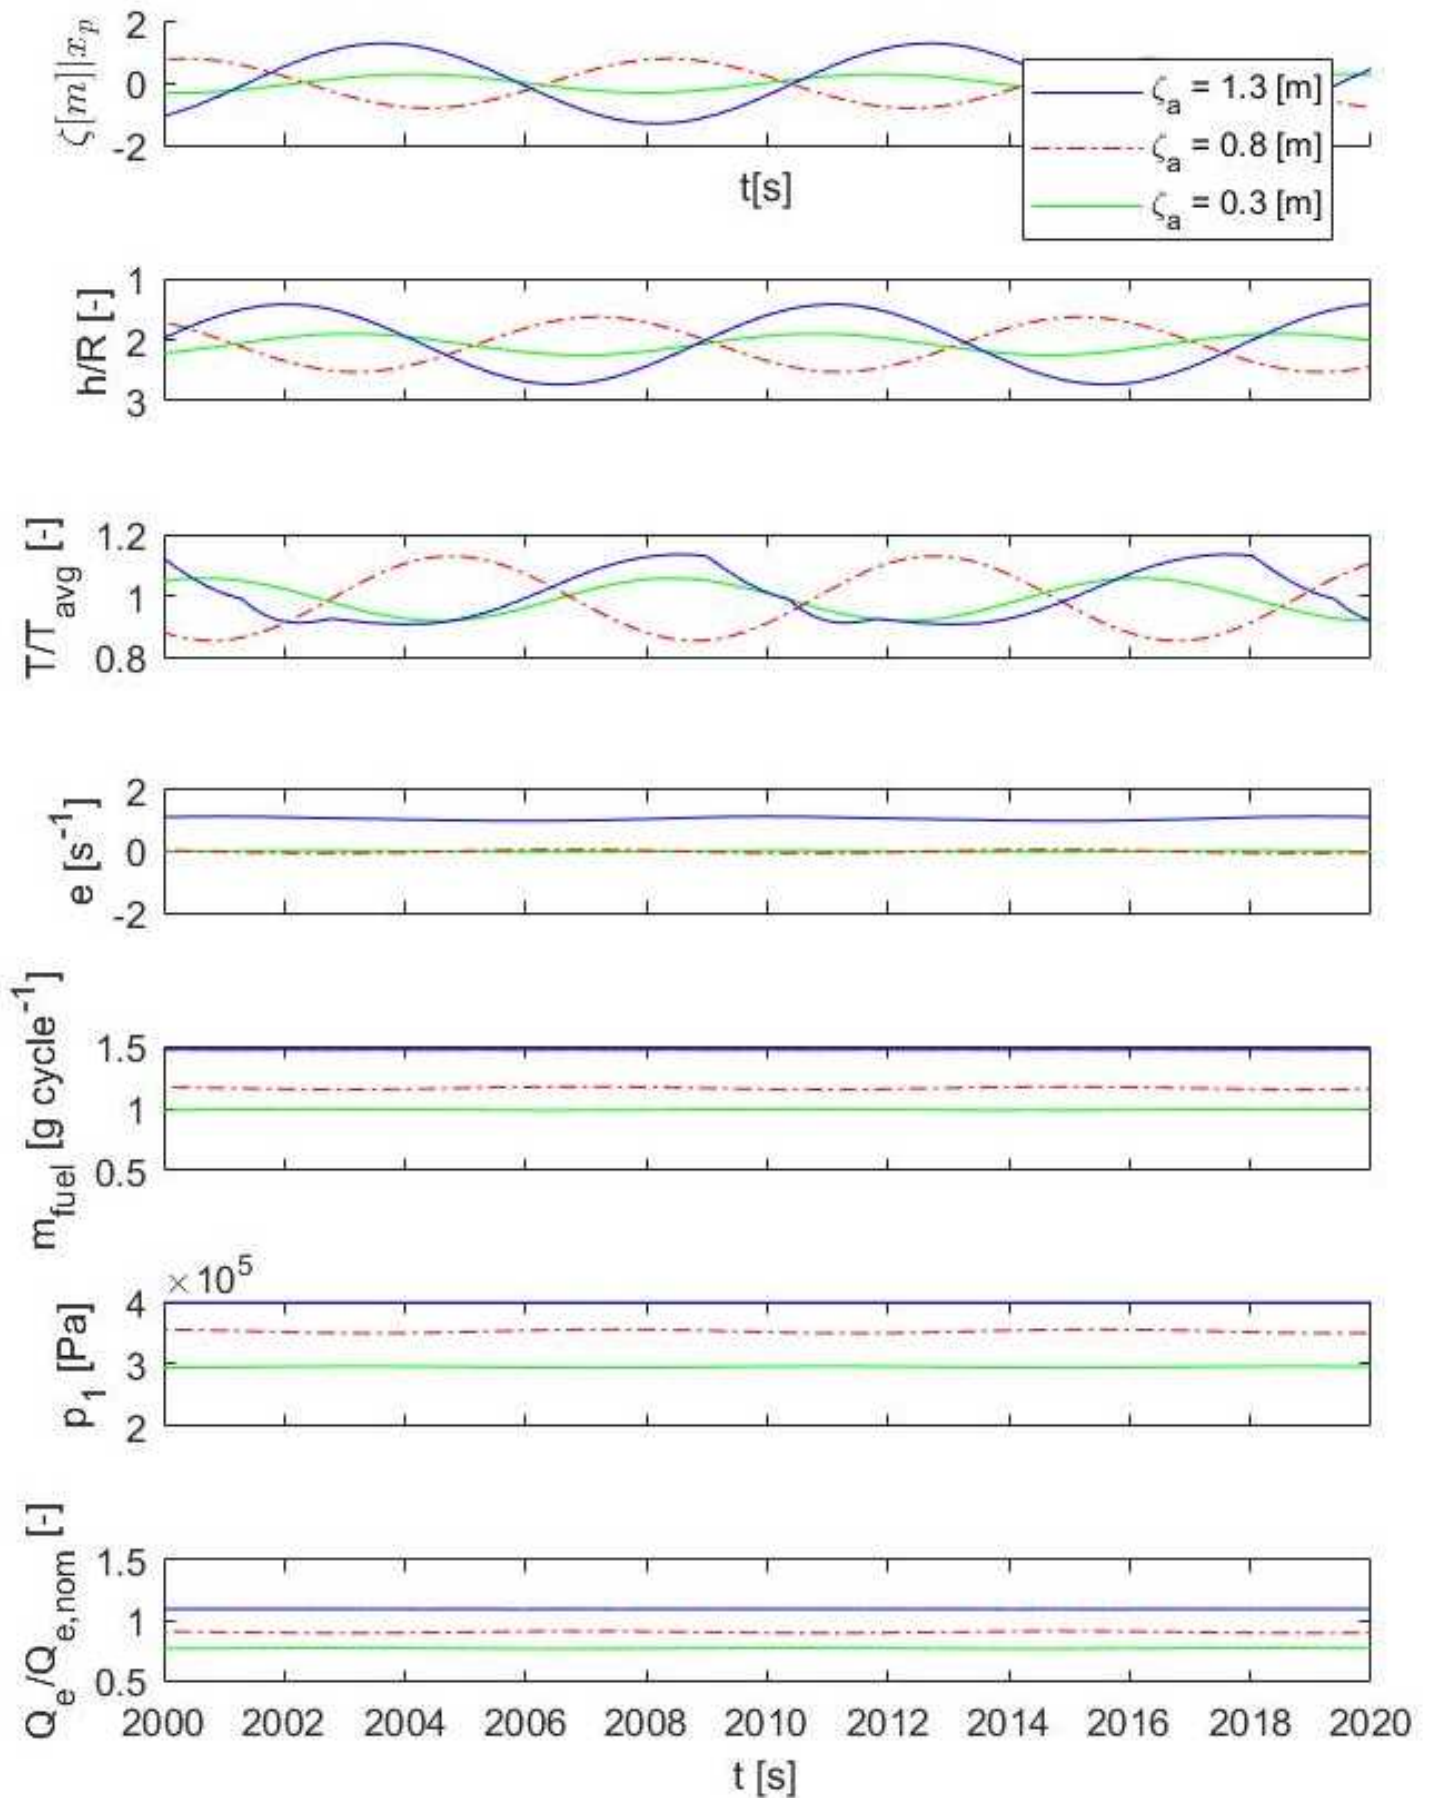 ζ[m]|x_p
2
0
-2
t[s]
ζ_a = 1.3 [m]
ζ_a = 0.8 [m]
ζ_a = 0.3 [m]
h/R [-]
1
2
3
T/T_avg [-]
1.2
1
0.8
e [s^-1]
2
0
-2
m_fuel [g cycle^-1]
1.5
1
0.5
×10^5
p_1 [Pa]
4
3
2
Q_e/Q_e,nom [-]
1.5
1
0.5
2000 2002 2004 2006 2008 2010 2012 2014 2016 2018 2020
t [s]